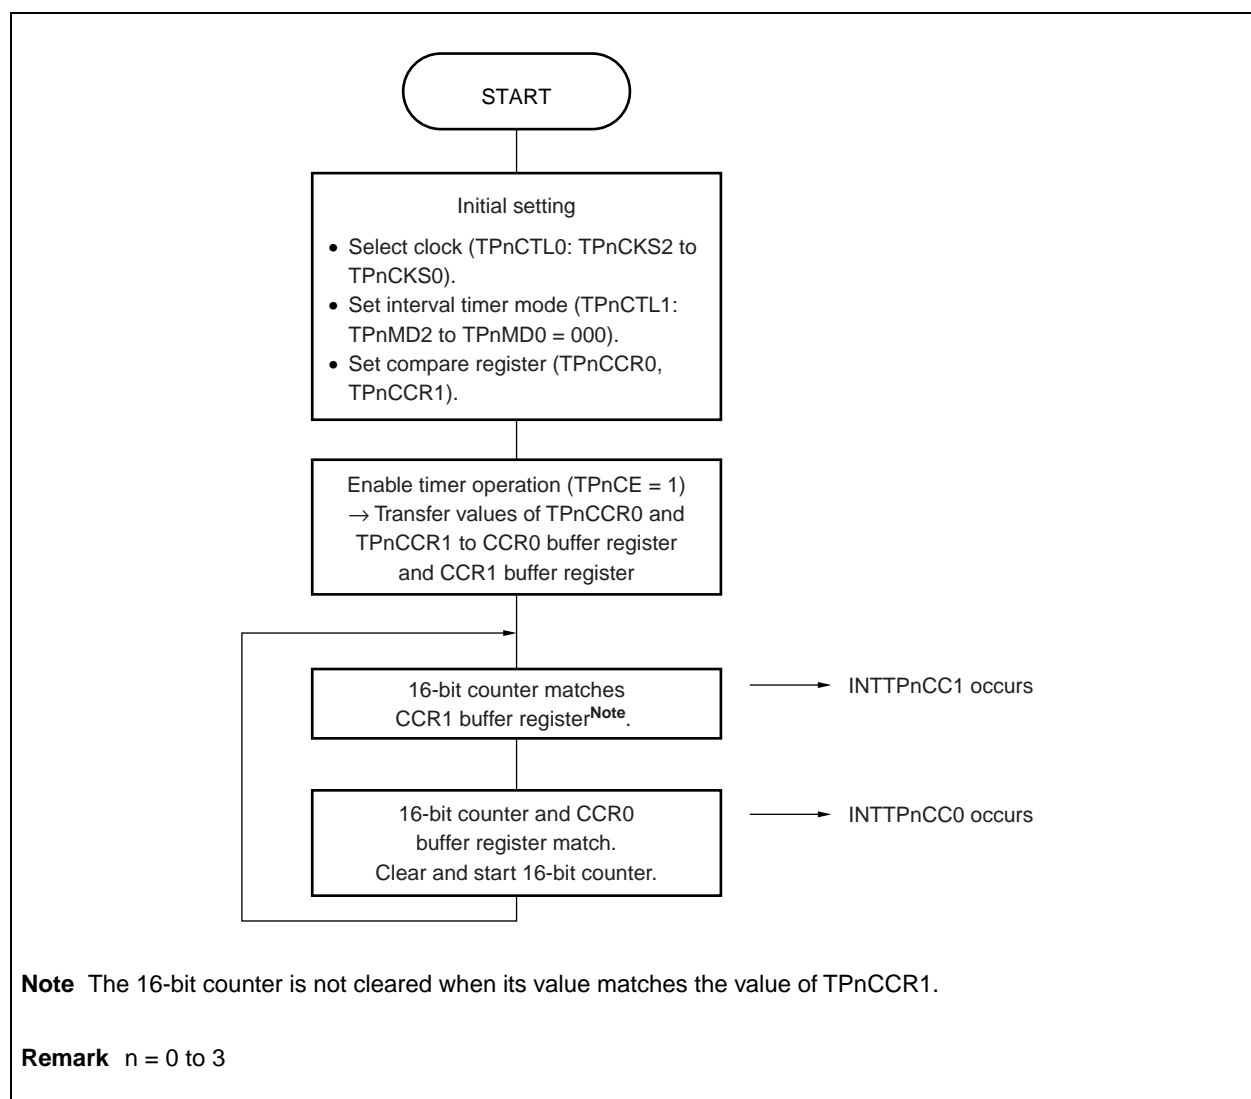 START
Initial setting
• Select clock (TPnCTL0: TPnCKS2 to
TPnCKS0).
• Set interval timer mode (TPnCTL1:
TPnMD2 to TPnMD0 = 000).
• Set compare register (TPnCCR0,
TPnCCR1).
Enable timer operation (TPnCE = 1)
→ Transfer values of TPnCCR0 and
TPnCCR1 to CCR0 buffer register
and CCR1 buffer register
16-bit counter matches
CCR1 buffer registerNote.
INTTPnCC1 occurs
16-bit counter and CCR0
buffer register match.
Clear and start 16-bit counter.
INTTPnCC0 occurs
Note The 16-bit counter is not cleared when its value matches the value of TPnCCR1.
Remark n = 0 to 3